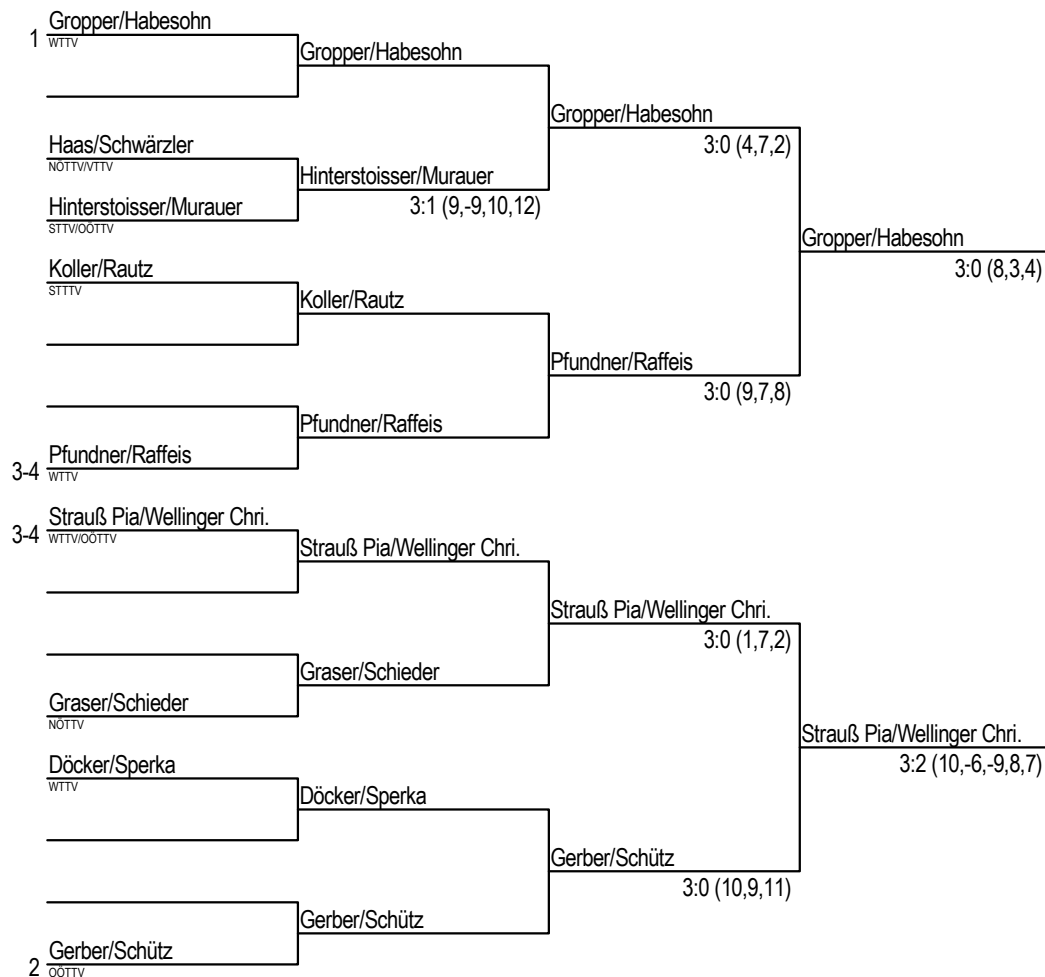 Gropper/Habesohn
1 WTTV
Gropper/Habesohn
Gropper/Habesohn
3:0 (4,7,2)
Haas/Schwärzler
NÖTTV/VTTV
Hinterstoisser/Murauer
3:1 (9,-9,10,12)
Hinterstoisser/Murauer
STTV/OÖTTV
Gropper/Habesohn
3:0 (8,3,4)
Koller/Rautz
STTTV
Koller/Rautz
Pfundner/Raffeis
3:0 (9,7,8)
Pfundner/Raffeis
Pfundner/Raffeis
3-4 WTTV
Strauß Pia/Wellinger Chri.
3-4 WTTV/OÖTTV
Strauß Pia/Wellinger Chri.
Strauß Pia/Wellinger Chri.
3:0 (1,7,2)
Graser/Schieder
Graser/Schieder
NÖTTV
Strauß Pia/Wellinger Chri.
3:2 (10,-6,-9,8,7)
Döcker/Sperka
WTTV
Döcker/Sperka
Gerber/Schütz
3:0 (10,9,11)
Gerber/Schütz
Gerber/Schütz
2 OÖTTV